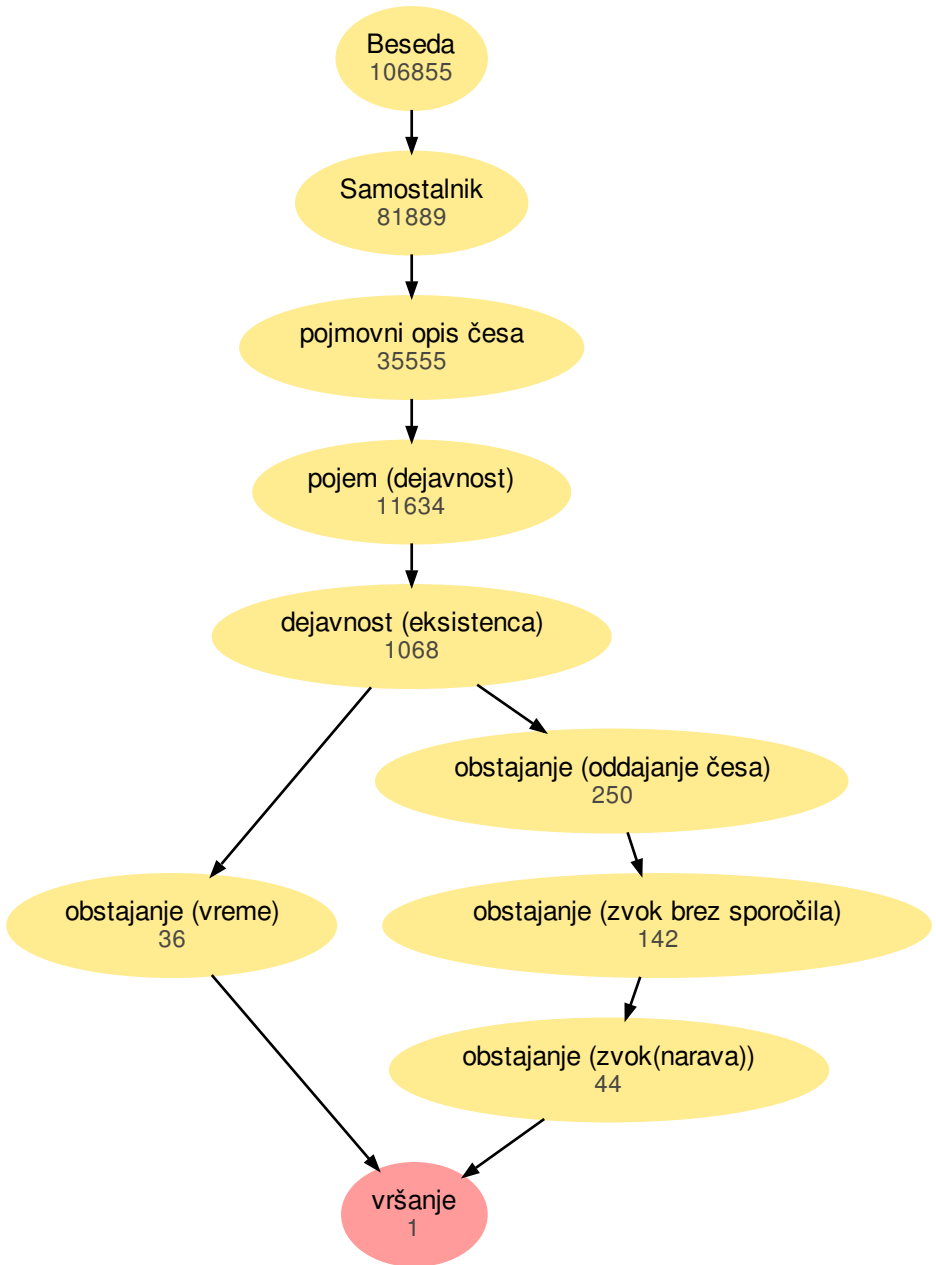 Beseda
106855
Samostalnik
81889
pojmovni opis česa
35555
pojem (dejavnost)
11634
dejavnost (eksistenca)
1068
obstajanje (oddajanje česa)
250
obstajanje (vreme)
36
obstajanje (zvok brez sporočila)
142
obstajanje (zvok(narava))
44
vršanje
1